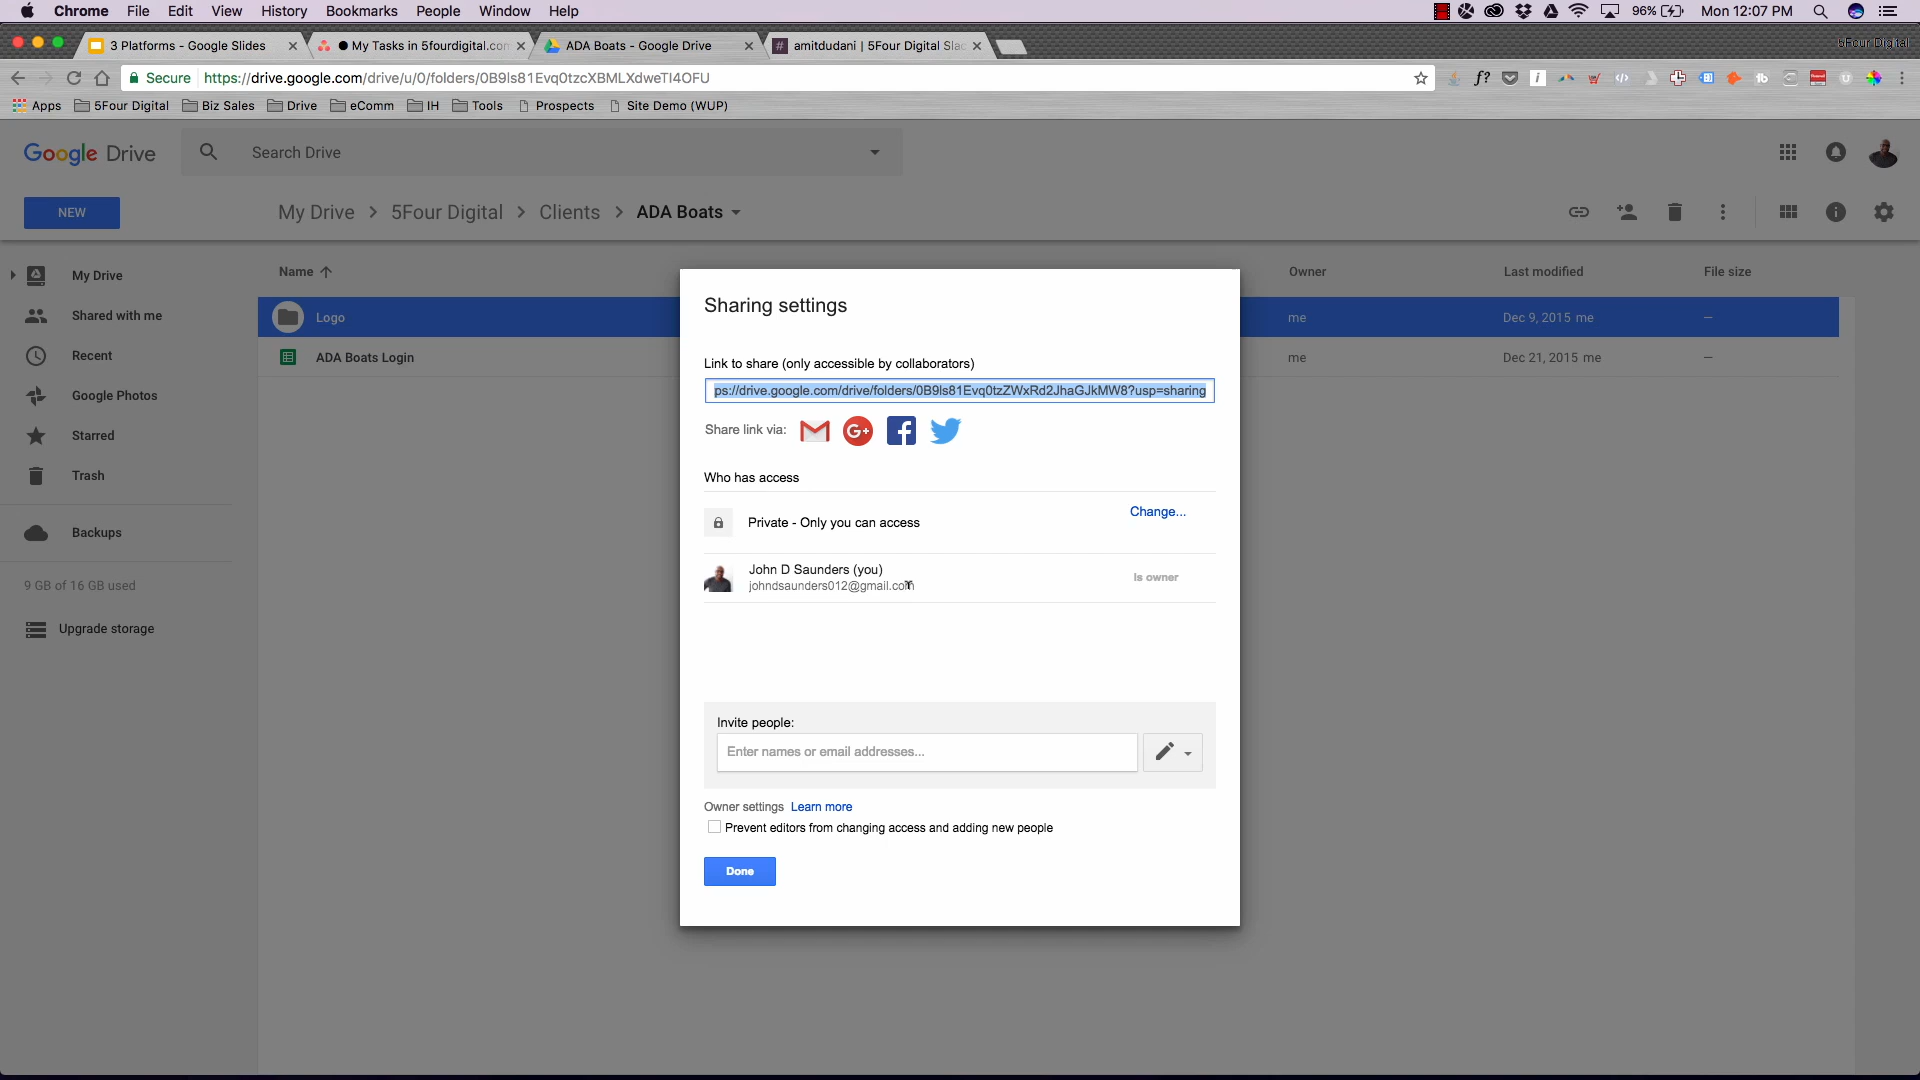 Chrome File Edit View History Bookmarks People Window Help 96% Mon 12:07 PM
3 Platforms - Google Slides My Tasks in 5fourdigital.com ADA Boats - Google Drive amitdudani | 5Four Digital Slac 5Four Digital
Secure https://drive.google.com/drive/u/0/folders/0B9ls81Evq0tzcXBMLXdweTI4OFU
Apps 5Four Digital Biz Sales Drive eComm IH Tools Prospects Site Demo (WUP)
Google Drive Search Drive
NEW My Drive > 5Four Digital > Clients > ADA Boats
Name Owner Last modified File size
My Drive
Logo me Dec 9, 2015 me –
Shared with me
ADA Boats Login me Dec 21, 2015 me –
Recent
Google Photos
Starred
Trash
Backups
9 GB of 16 GB used
Upgrade storage
Sharing settings
Link to share (only accessible by collaborators)
ps://drive.google.com/drive/folders/0B9ls81Evq0tzZWxRd2JhaGJkMW8?usp=sharing
Share link via:
Who has access
Private - Only you can access Change...
John D Saunders (you)
johndsaunders012@gmail.com Is owner
Invite people:
Enter names or email addresses...
Owner settings Learn more
Prevent editors from changing access and adding new people
Done